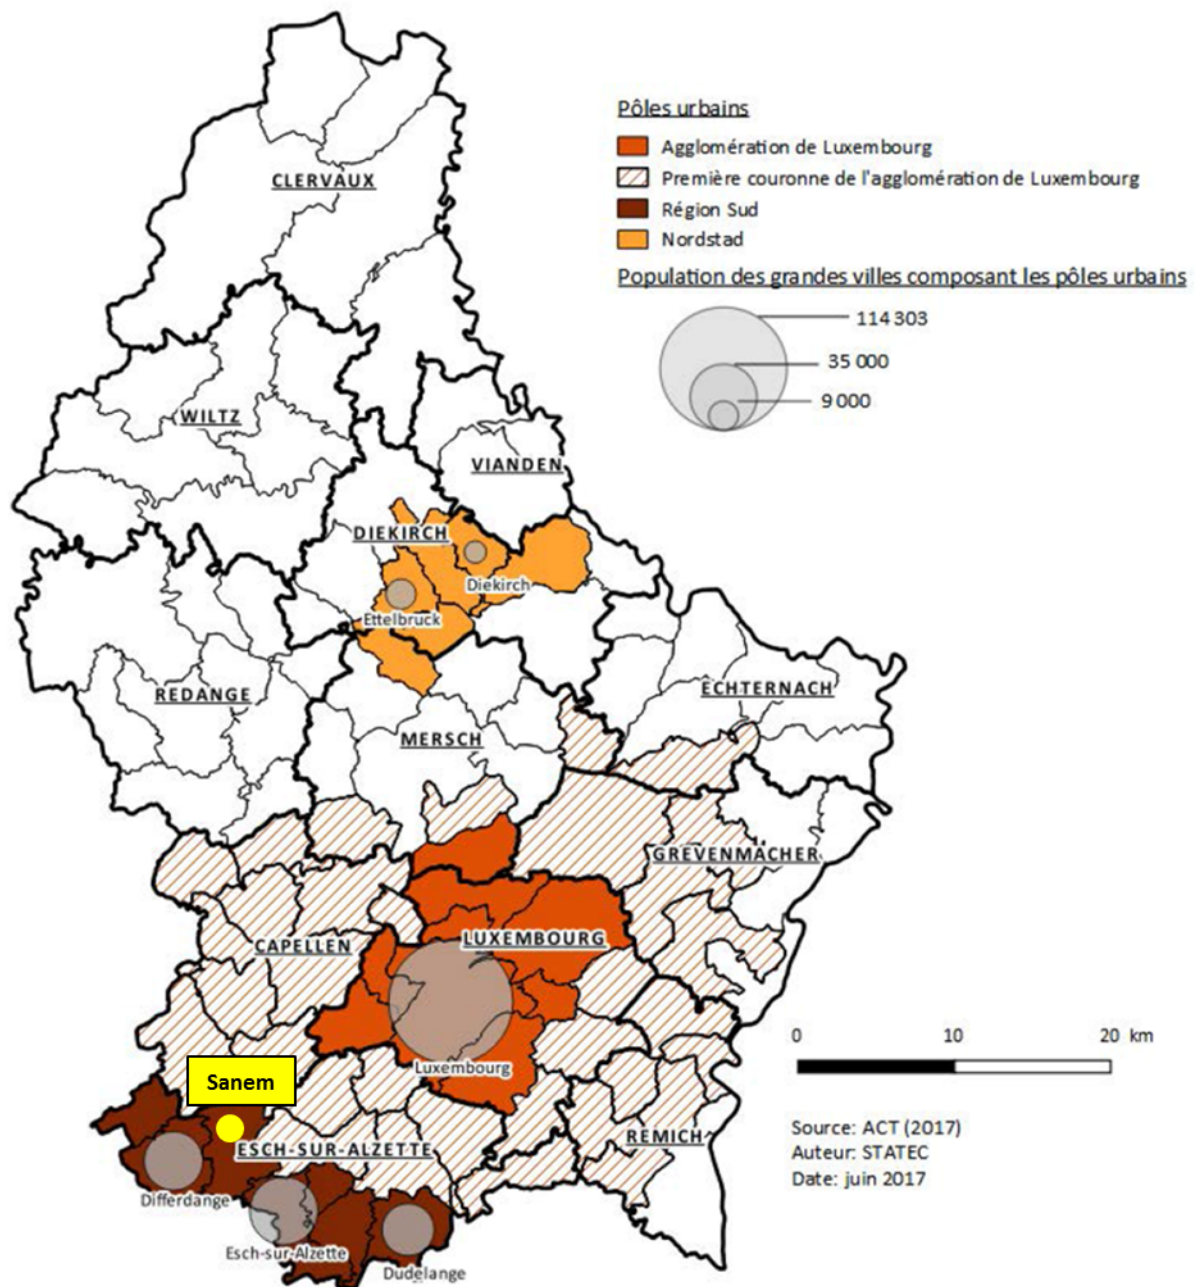 Pôles urbains
Agglomération de Luxembourg
Première couronne de l'agglomération de Luxembourg
Région Sud
Nordstad
Population des grandes villes composant les pôles urbains
114 303
35 000
9 000
CLERVAUX
WILTZ
VIANDEN
DIEKIRCH
Diekirch
Ettelbruck
REDANGE
ECHTERNACH
MERSCH
GREVENMACHER
CAPELLEN
LUXEMBOURG
Luxembourg
0 10 20 km
Sanem
Source: ACT (2017)
Auteur: STATEC
Date: juin 2017
ESCH-SUR-ALZETTE
REMICH
Differdange
Esch-sur-Alzette
Dudelange